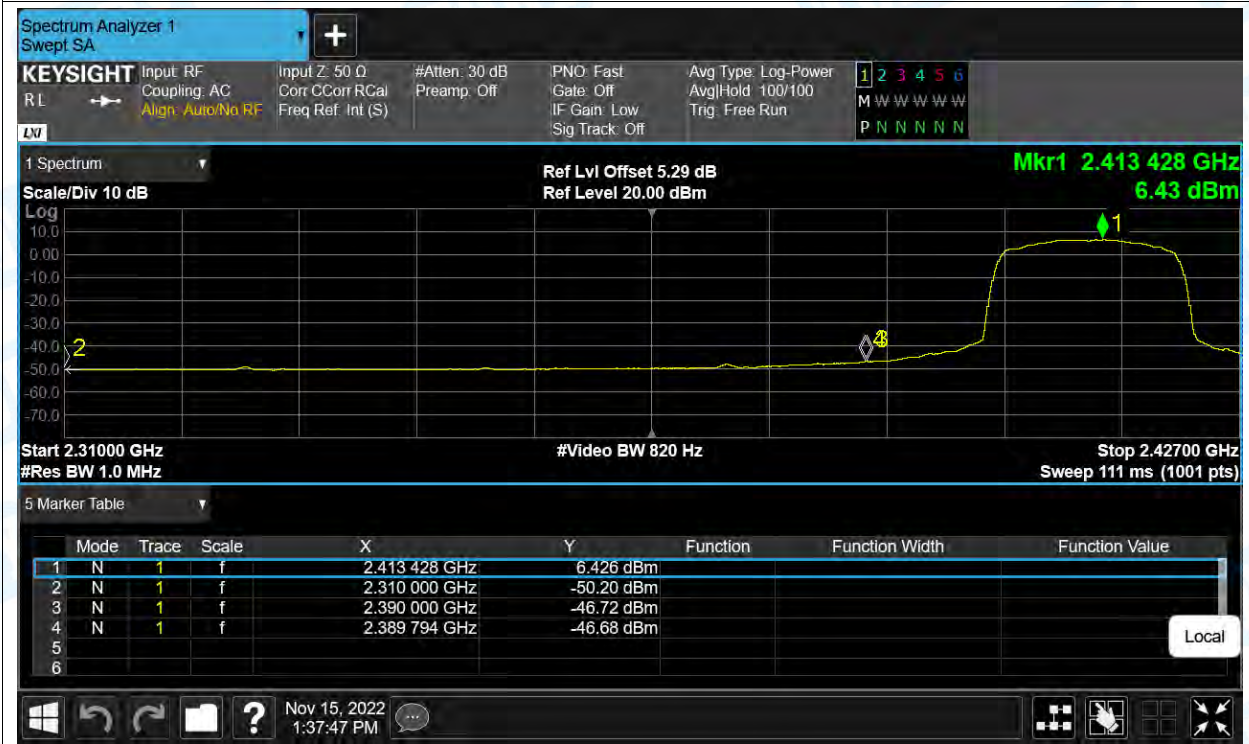 Spectrum Analyzer 1
Swept SA
+
KEYSIGHT Input: RF Input Z: 50 Ω #Atten: 30 dB PNO: Fast Avg Type: Log-Power 1 2 3 4 5 6
RL Coupling: AC Corr CCorr RCal Preamp: Off Gate: Off Avg|Hold: 100/100 M W W W W W
Align: Auto/No RF Freq Ref: Int (S) IF Gain: Low Trig: Free Run
LXI Sig Track: Off P N N N N N
1 Spectrum
Ref Lvl Offset 5.29 dB Mkr1 2.413 428 GHz
Scale/Div 10 dB Ref Level 20.00 dBm 6.43 dBm
Log
10.0 1
0.00
-10.0
-20.0
-30.0
-40.0 2
-50.0
-60.0
-70.0
Start 2.31000 GHz #Video BW 820 Hz Stop 2.42700 GHz
#Res BW 1.0 MHz Sweep 111 ms (1001 pts)
5 Marker Table
Mode Trace Scale X Y Function Function Width Function Value
1 N 1 f 2.413 428 GHz 6.426 dBm
2 N 1 f 2.310 000 GHz -50.20 dBm
3 N 1 f 2.390 000 GHz -46.72 dBm
4 N 1 f 2.389 794 GHz -46.68 dBm
5
6
Local
? Nov 15, 2022
1:37:47 PM